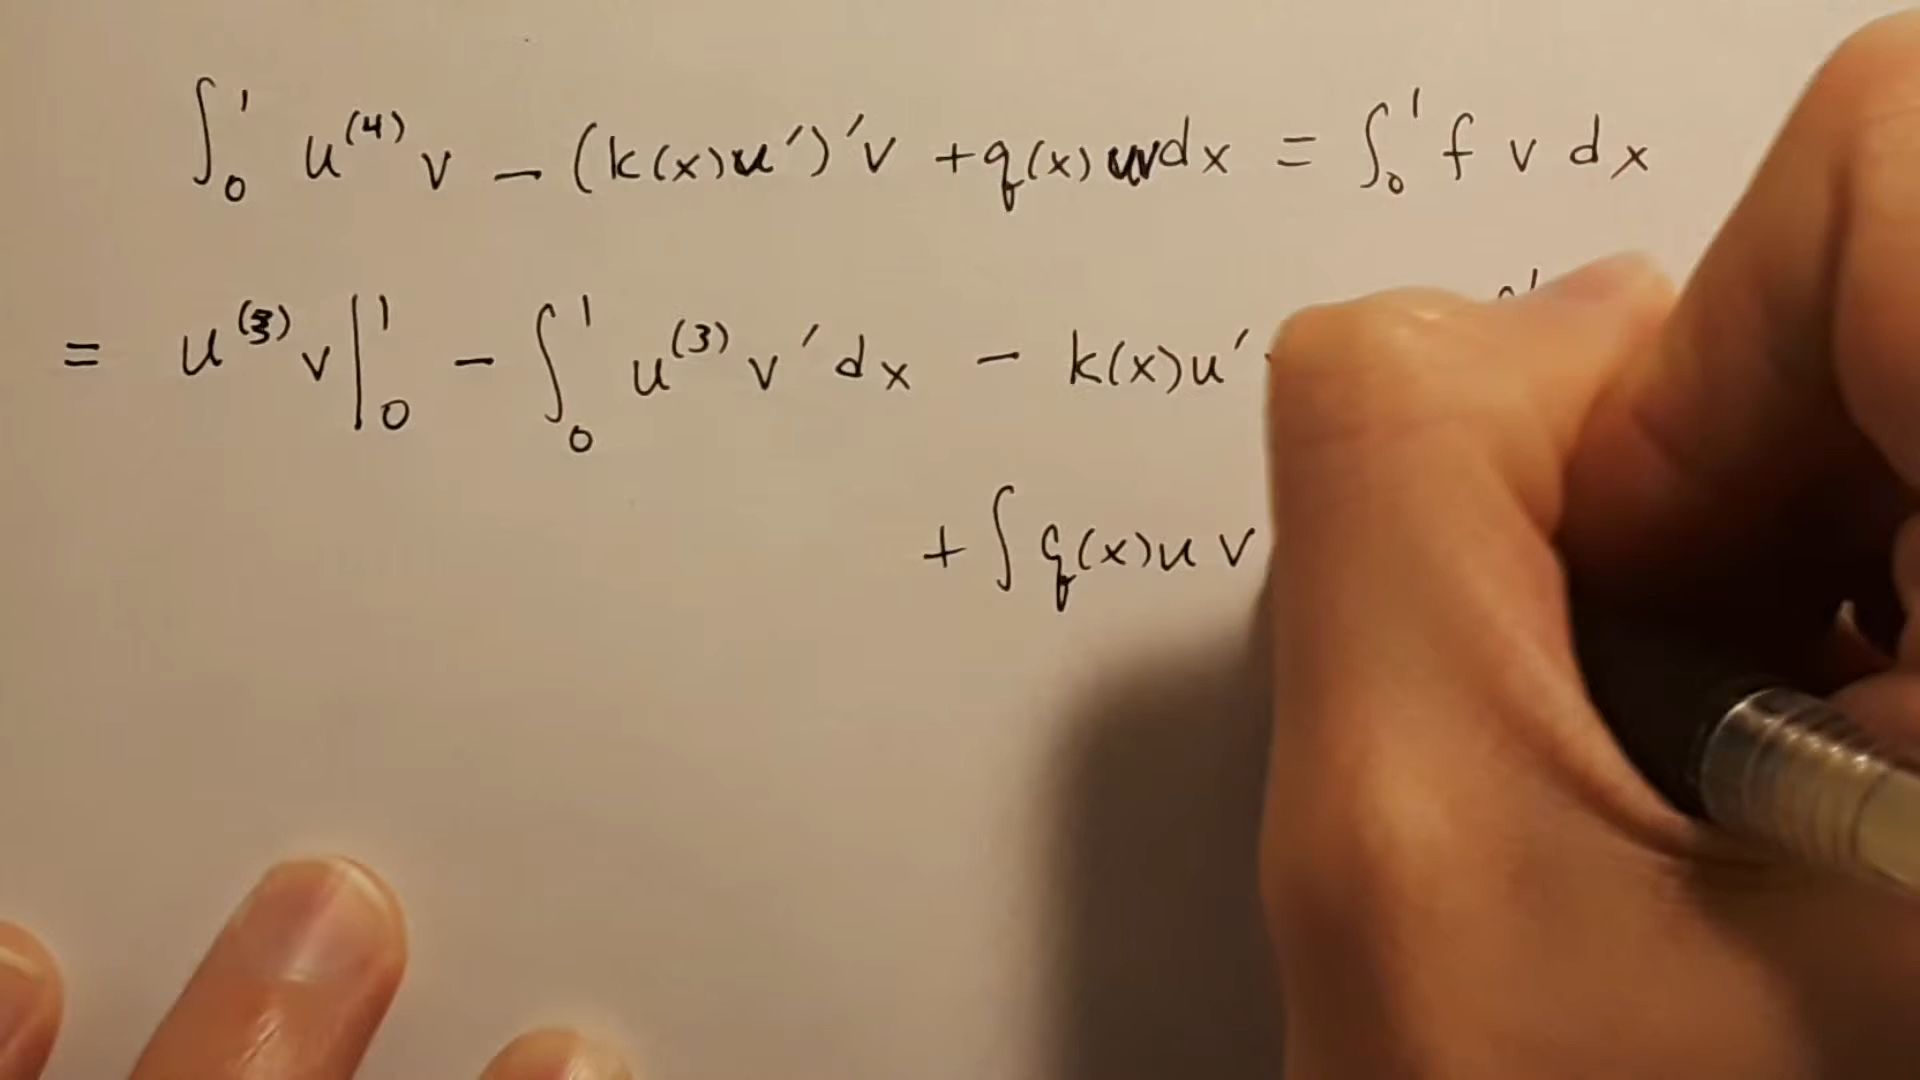 ∫₀¹ u⁽⁴⁾ v − (k(x)u′)′v + q(x)uv dx = ∫₀¹ f v dx
= u⁽³⁾ v |₀¹ − ∫₀¹ u⁽³⁾ v′ dx − k(x)u′
+ ∫ q(x)u v